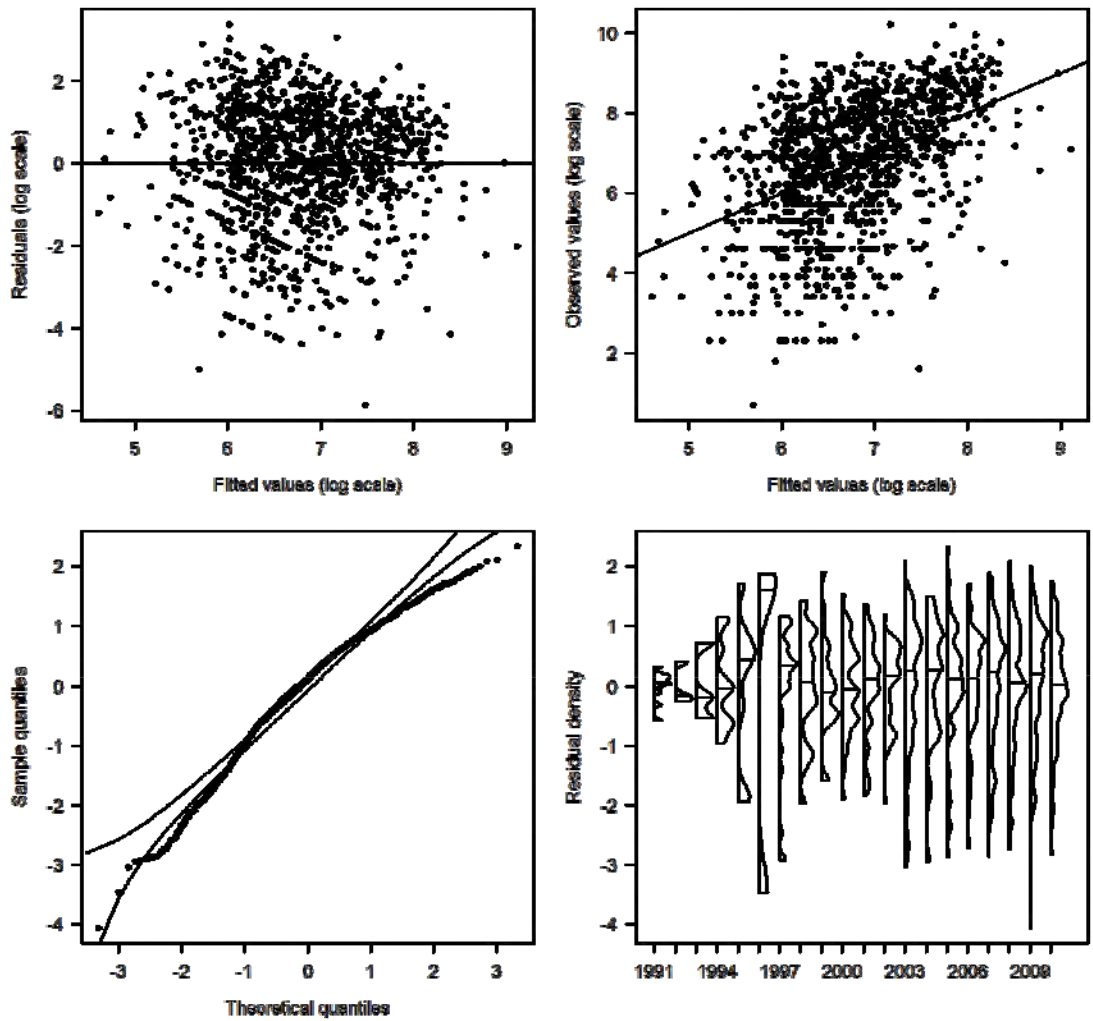 Residuals (log scale)
2
0
-2
-4
-6
5 6 7 8 9
Fitted values (log scale)
Observed values (log scale)
10
8
6
4
2
5 6 7 8 9
Fitted values (log scale)
Sample quantiles
2
1
0
-1
-2
-3
-4
-3 -2 -1 0 1 2 3
Theoretical quantiles
Residual density
2
1
0
-1
-2
-3
-4
1991 1994 1997 2000 2003 2006 2009